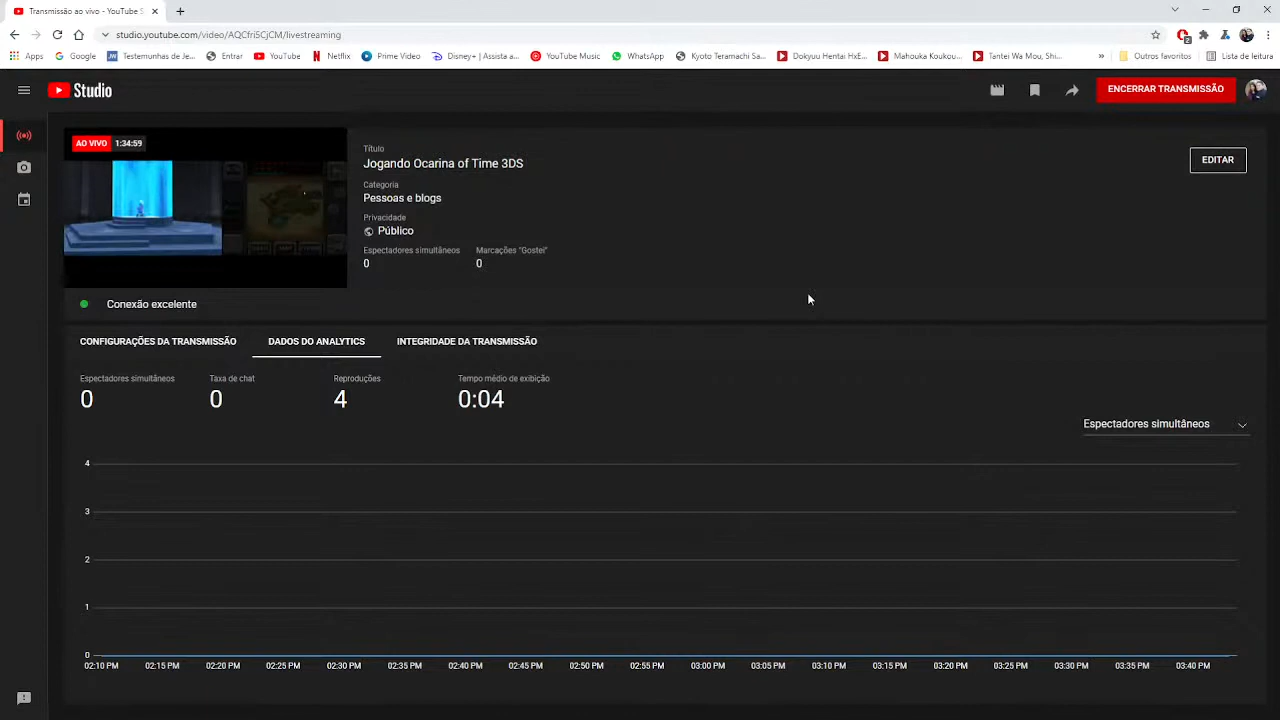 Transmissão ao vivo - YouTube S
studio.youtube.com/video/AQCfri5CjCM/livestreaming
Apps Google Testemunhas de Je... Entrar YouTube Netflix Prime Video Disney+ | Assista a... YouTube Music WhatsApp Kyoto Teramachi Sa... Dokyuu Hentai HxE... Mahouka Koukou... Tantei Wa Mou, Shi... » Outros favoritos Lista de leitura
Studio
ENCERRAR TRANSMISSÃO
AO VIVO 1:34:59
Título
Jogando Ocarina of Time 3DS
EDITAR
Categoria
Pessoas e blogs
Privacidade
Público
Espectadores simultâneos Marcações "Gostei"
0 0
Conexão excelente
CONFIGURAÇÕES DA TRANSMISSÃO DADOS DO ANALYTICS INTEGRIDADE DA TRANSMISSÃO
Espectadores simultâneos Taxa de chat Reproduções Tempo médio de exibição
0 0 4 0:04
Espectadores simultâneos
4
3
2
1
0
02:10 PM 02:15 PM 02:20 PM 02:25 PM 02:30 PM 02:35 PM 02:40 PM 02:45 PM 02:50 PM 02:55 PM 03:00 PM 03:05 PM 03:10 PM 03:15 PM 03:20 PM 03:25 PM 03:30 PM 03:35 PM 03:40 PM